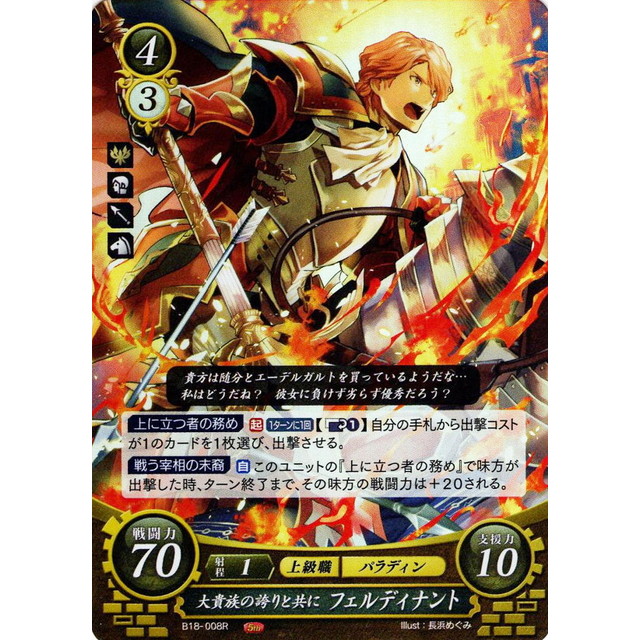 4
3
貴方は随分とエーデルガルトを買っているようだな…
私はどうだね？ 彼女に負けず劣らず優秀だろう？
上に立つ者の務め 起 1ターンに1回 【1】自分の手札から出撃コスト
が1のカードを1枚選び、出撃させる。
戦う宰相の末裔 自 このユニットの『上に立つ者の務め』で味方が
出撃した時、ターン終了まで、その味方の戦闘力は＋20される。
戦闘力 70 射程 1 上級職 パラディン 支援力 10
大貴族の誇りと共に フェルディナント
B18-008R 5th Illust：長浜めぐみ